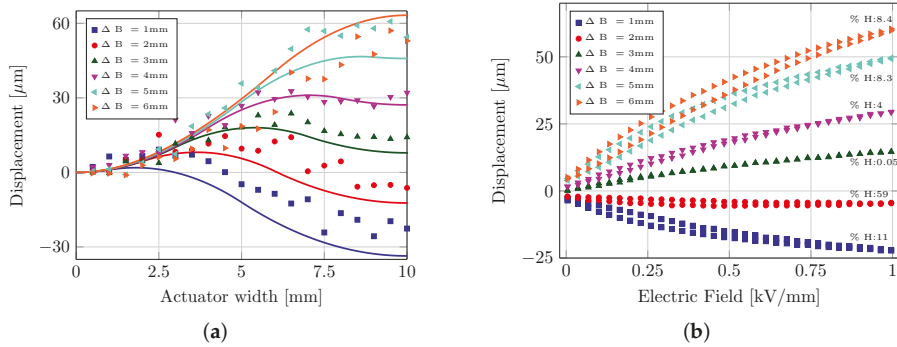 60
30
0
−30
Displacement [μm]
0
2.5
5
7.5
10
Actuator width [mm]
Δ B = 1mm
Δ B = 2mm
Δ B = 3mm
Δ B = 4mm
Δ B = 5mm
Δ B = 6mm
(a)
50
25
0
−25
Displacement [μm]
0
0.25
0.5
0.75
1
Electric Field [kV/mm]
Δ B = 1mm
Δ B = 2mm
Δ B = 3mm
Δ B = 4mm
Δ B = 5mm
Δ B = 6mm
% H:8.4
% H:8.3
% H:4
% H:0.05
% H:59
% H:11
(b)